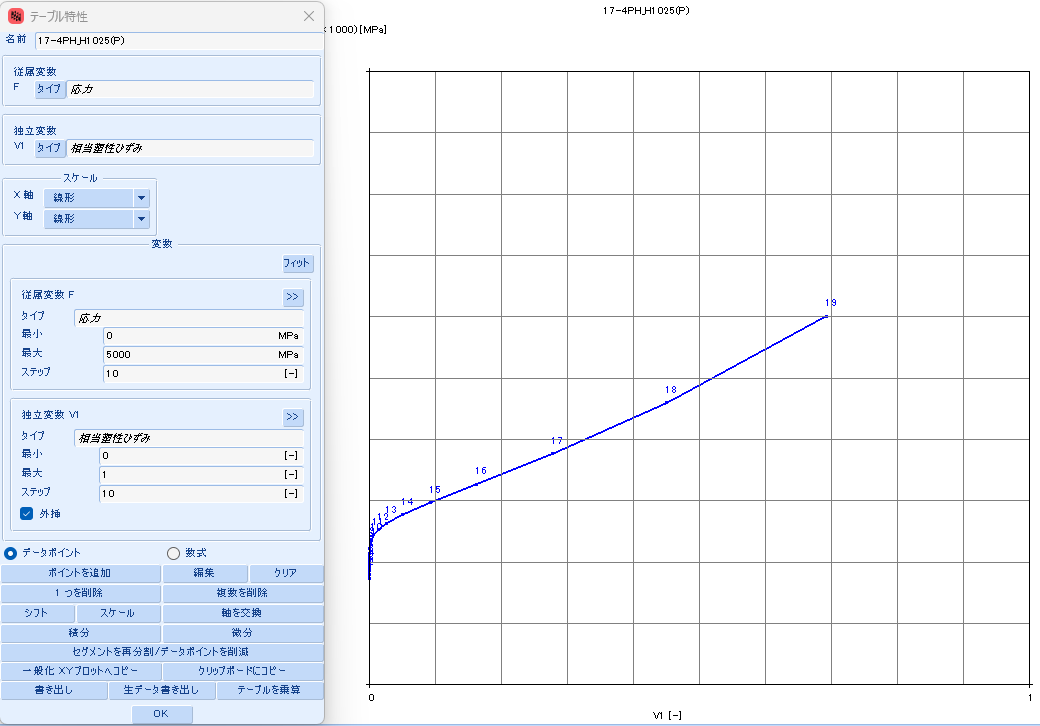 テーブル特性
名前 17-4PH_H1025(P)
従属変数
F タイプ 応力
独立変数
V1 タイプ 相当塑性ひずみ
スケール
X 軸 線形
Y 軸 線形
変数
フィット
従属変数 F >>
タイプ 応力
最小 0 MPa
最大 5000 MPa
ステップ 10 [-]
独立変数 V1 >>
タイプ 相当塑性ひずみ
最小 0 [-]
最大 1 [-]
ステップ 10 [-]
外挿
データポイント 数式
ポイントを追加 編集 クリア
1 つを削除 複数を削除
シフト スケール 軸を交換
積分 微分
セグメントを再分割/データポイントを削減
一般化 XYプロットへコピー クリップボードにコピー
書き出し 生データ書き出し テーブルを乗算
OK
17-4PH_H1025(P)
1000)[MPa]
19
18
17
16
15
14
13
12
0 1
V1 [-]